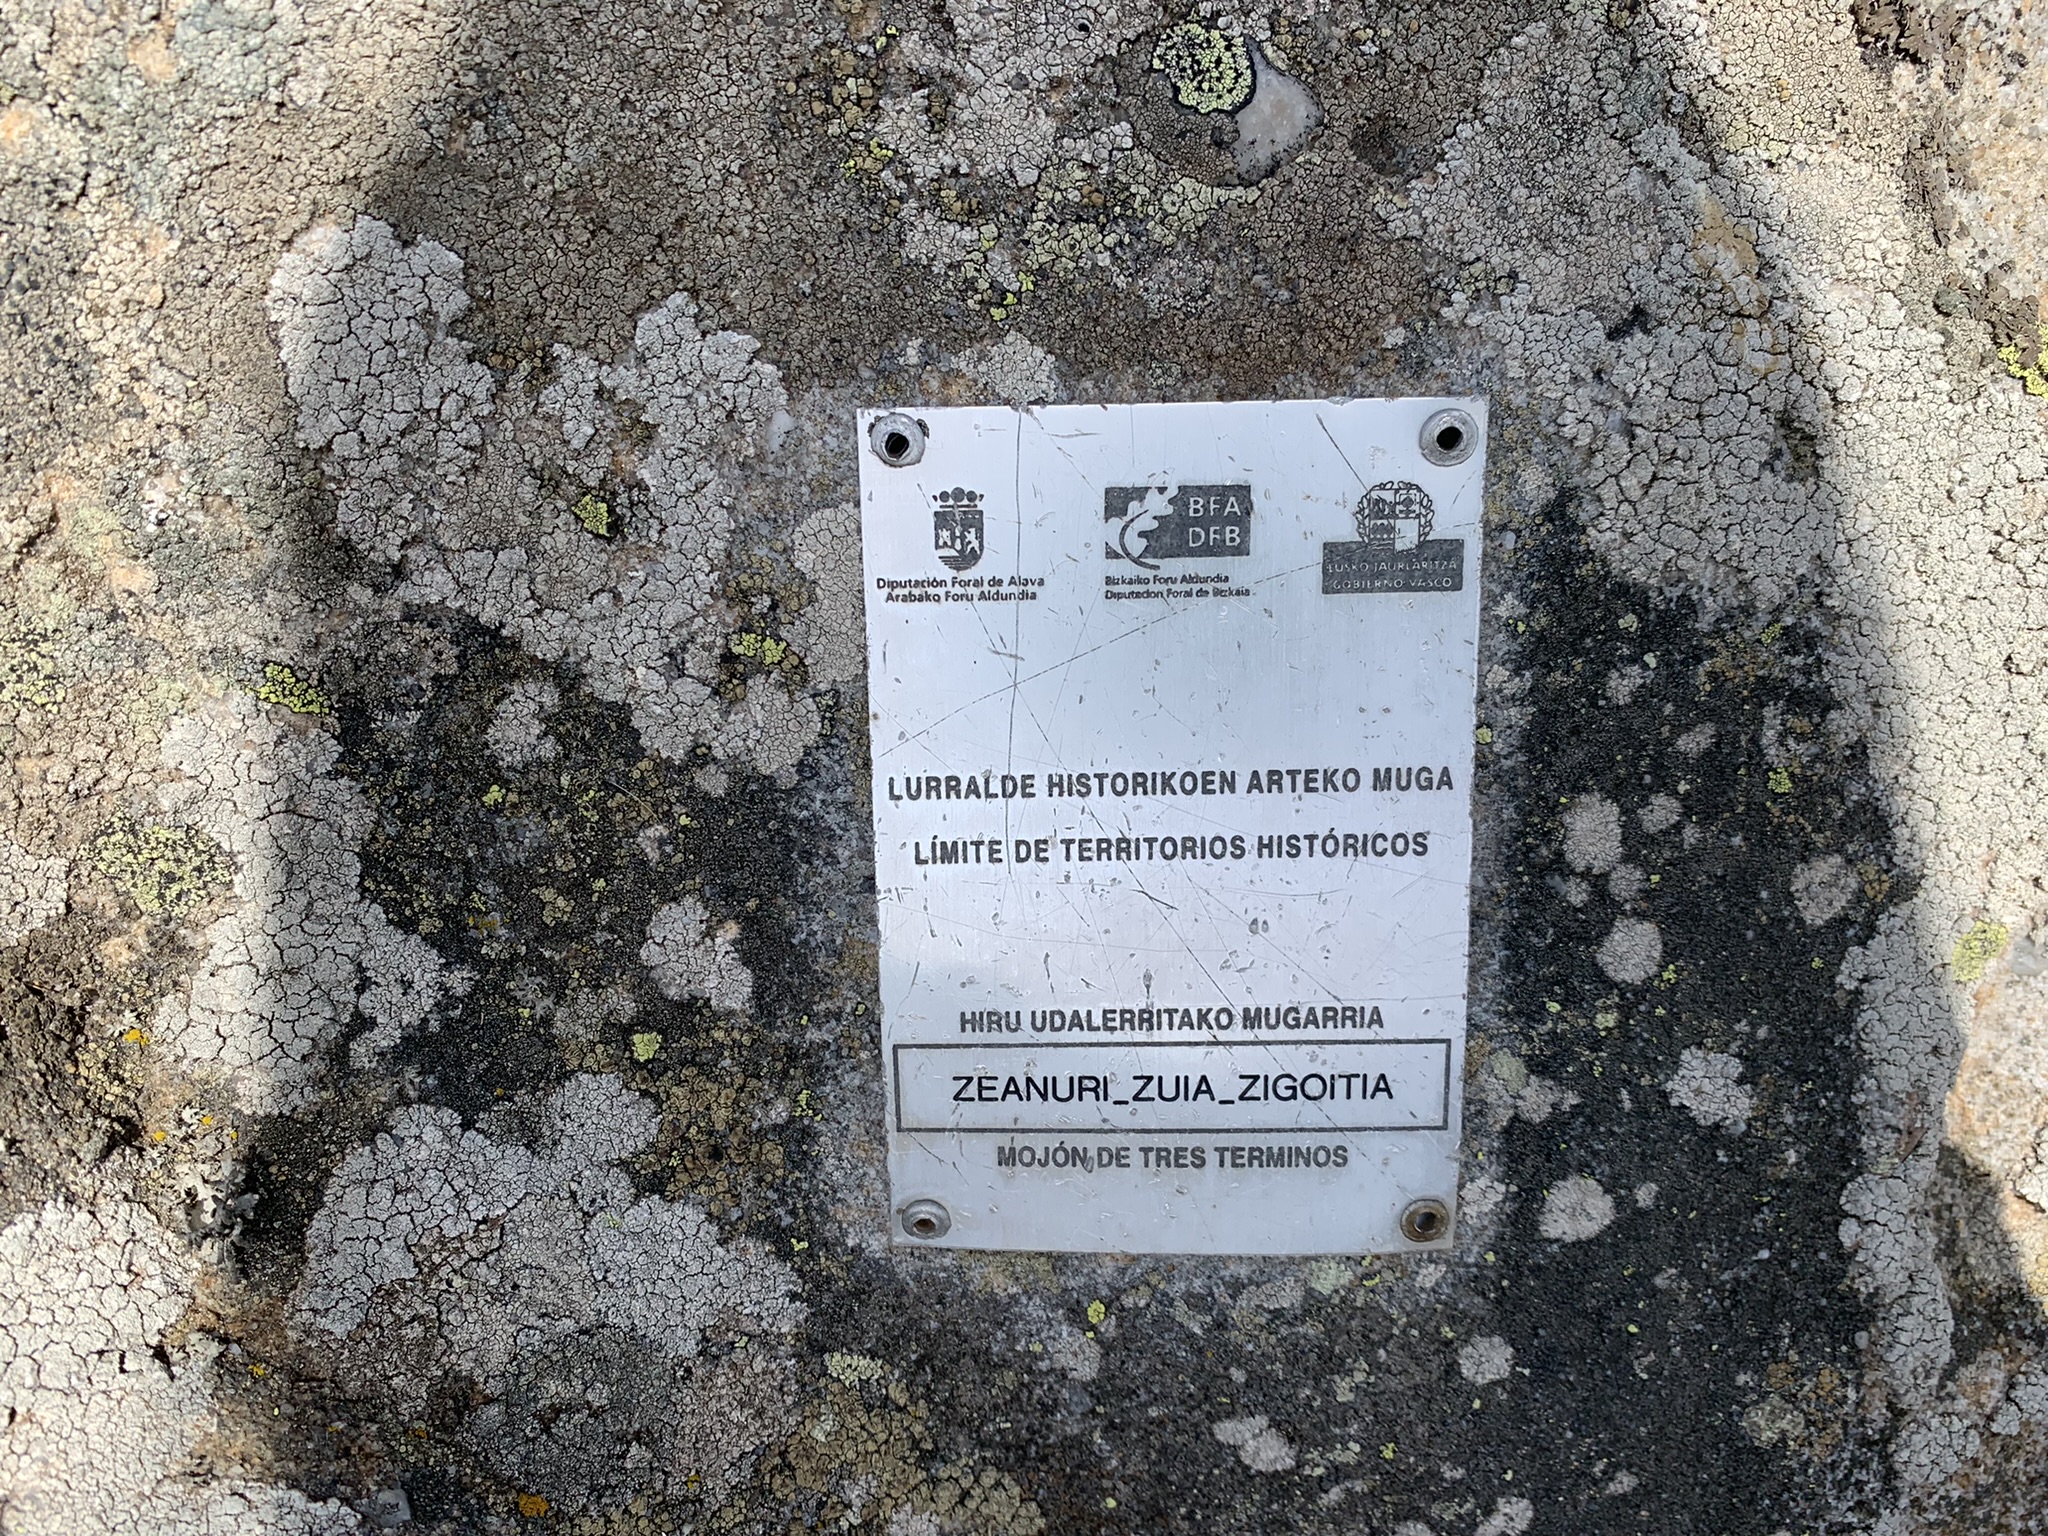 Diputación Foral de Alava
Arabako Foru Aldundia
BFA
DFB
Bizkaiko Foru Aldundia
Diputacion Foral de Bizkaia
EUSKO JAURLARITZA
GOBIERNO VASCO
LURRALDE HISTORIKOEN ARTEKO MUGA
LÍMITE DE TERRITORIOS HISTÓRICOS
HIRU UDALERRITAKO MUGARRIA
ZEANURI_ZUIA_ZIGOITIA
MOJÓN DE TRES TERMINOS